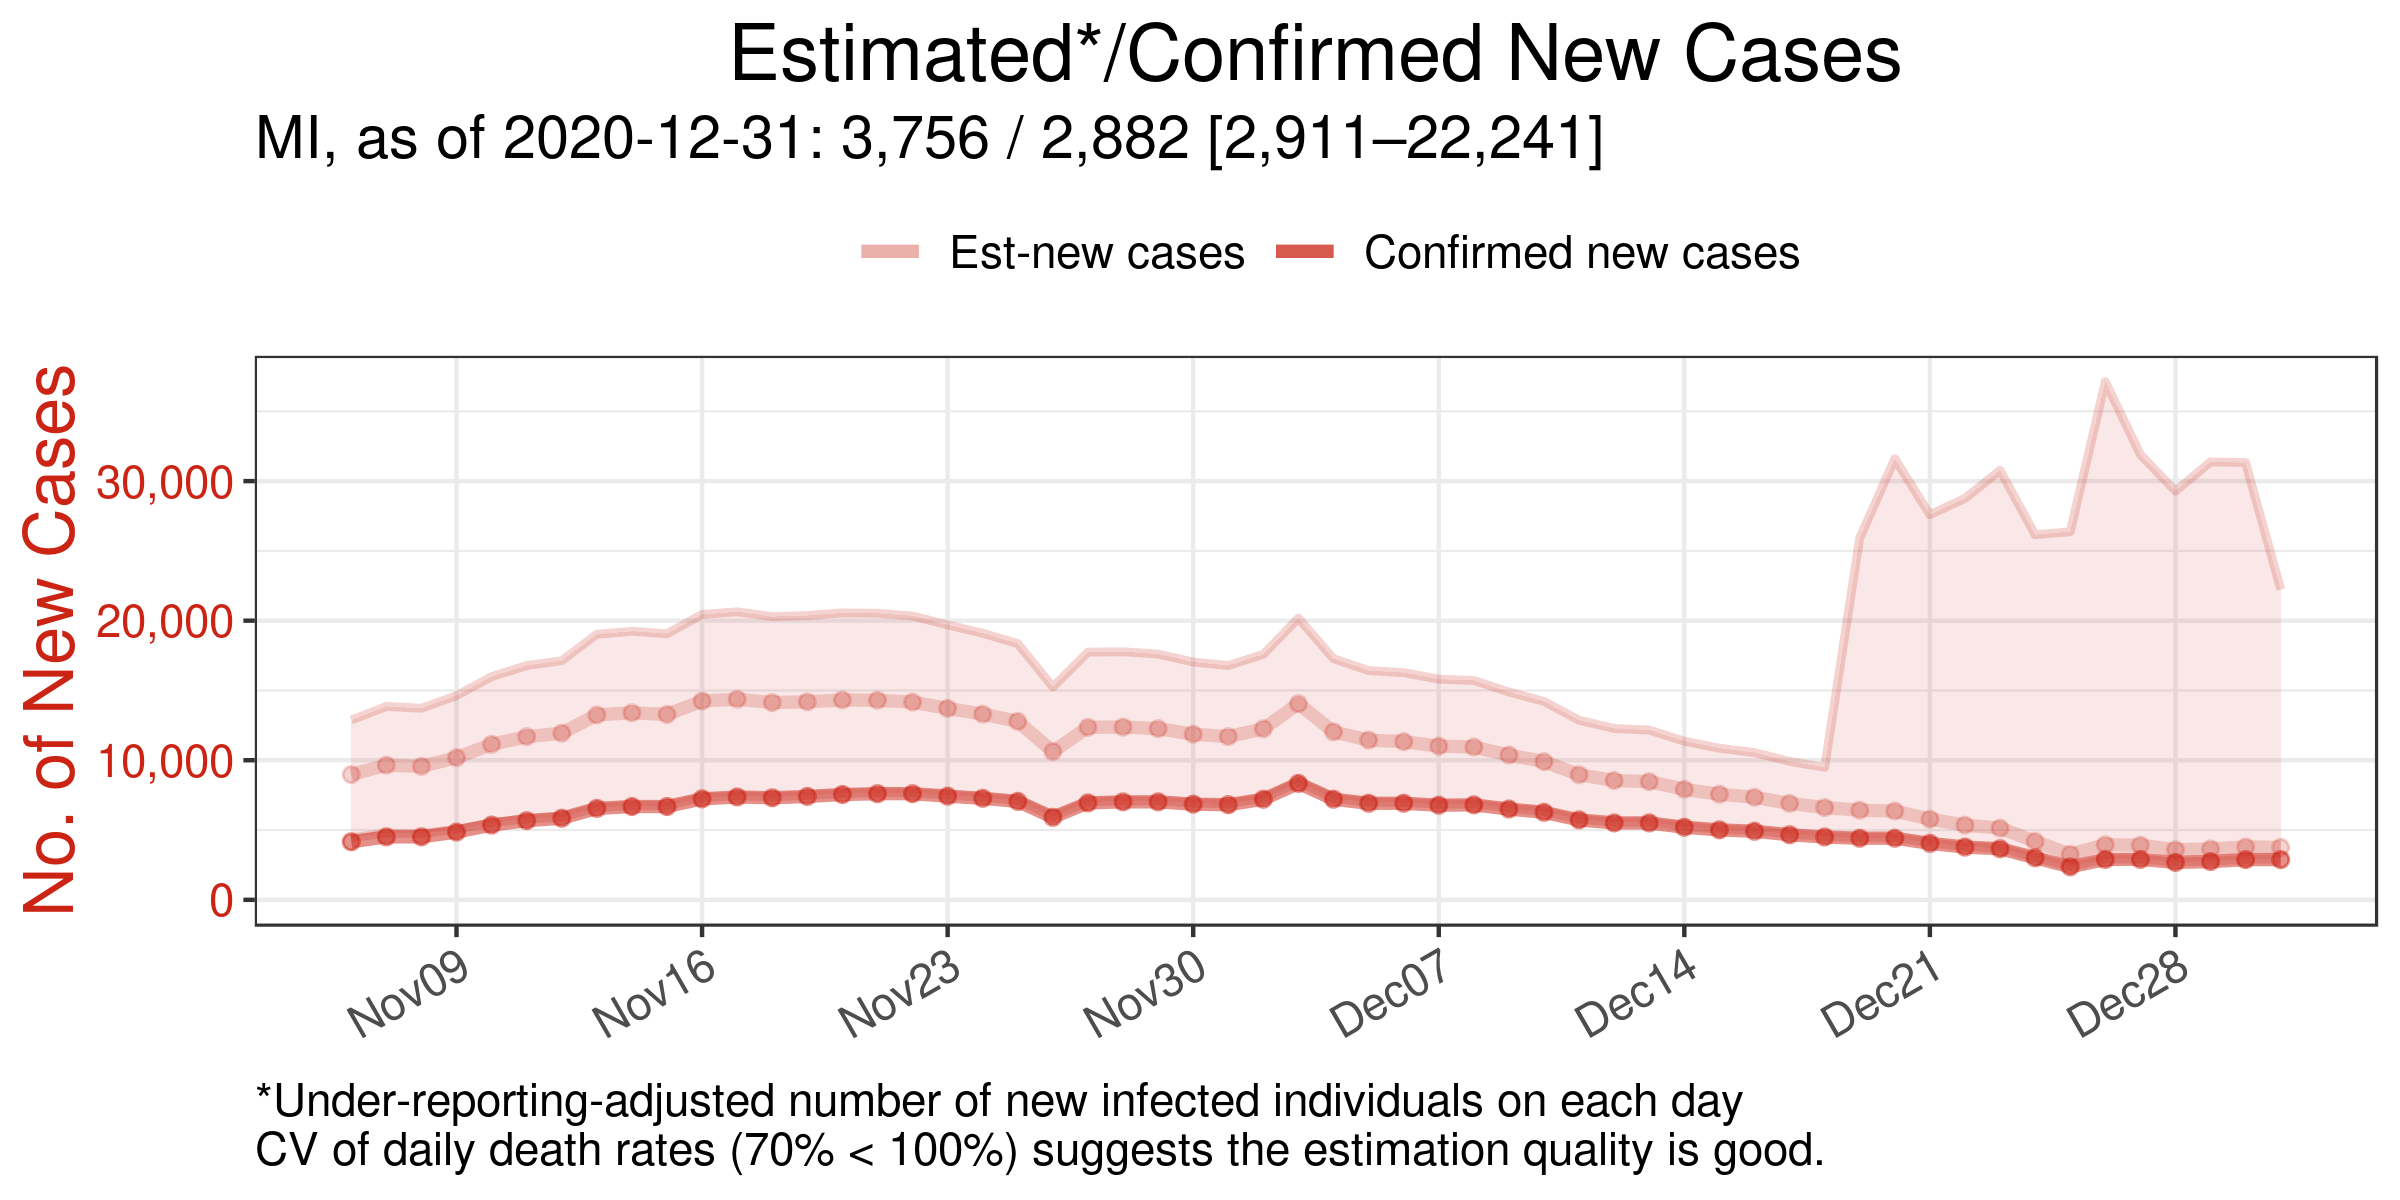 Estimated*/Confirmed New Cases
MI, as of 2020-12-31: 3,756 / 2,882 [2,911–22,241]
Est-new cases Confirmed new cases
No. of New Cases
30,000
20,000
10,000
0
Nov09 Nov16 Nov23 Nov30 Dec07 Dec14 Dec21 Dec28
*Under-reporting-adjusted number of new infected individuals on each day
CV of daily death rates (70% < 100%) suggests the estimation quality is good.